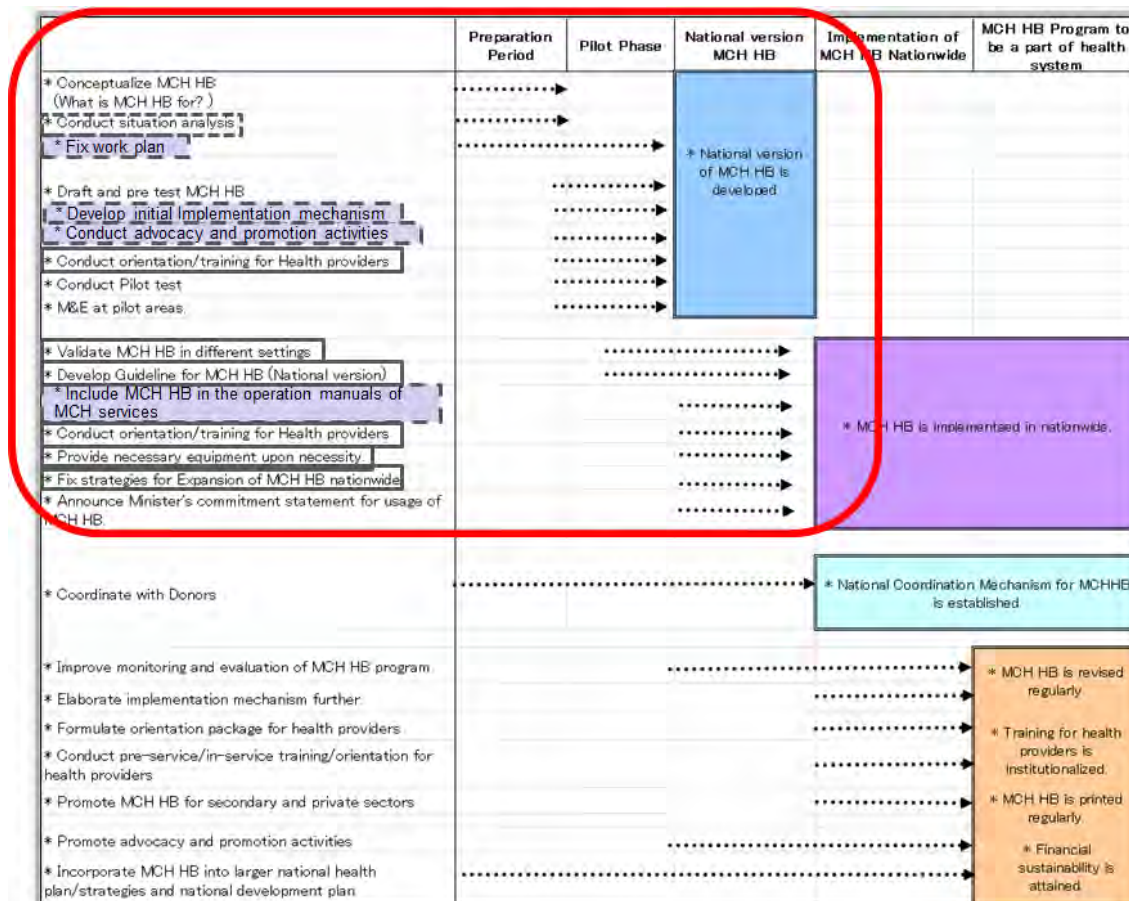 Preparation Period
Pilot Phase
National version MCH HB
Implementation of MCH HB Nationwide
MCH HB Program to be a part of health system
* Conceptualize MCH HB
(What is MCH HB for? )
* Conduct situation analysis
* Fix work plan
* National version of MCH HB is developed
* Draft and pre test MCH HB
* Develop initial Implementation mechanism
* Conduct advocacy and promotion activities
* Conduct orientation/training for Health providers
* Conduct Pilot test
* M&E at pilot areas
* Validate MCH HB in different settings
* Develop Guideline for MCH HB (National version)
* Include MCH HB in the operation manuals of
MCH services
* Conduct orientation/training for Health providers
* Provide necessary equipment upon necessity.
* Fix strategies for Expansion of MCH HB nationwide
* Announce Minister's commitment statement for usage of
MCH HB.
* MCH HB is implementaed in nationwide.
* Coordinate with Donors
* National Coordination Mechanism for MCHHB
is established
* Improve monitoring and evaluation of MCH HB program
* Elaborate implementation mechanism further
* Formulate orientation package for health providers
* Conduct pre-service/in-service training/orientation for
health providers
* Promote MCH HB for secondary and private sectors
* Promote advocacy and promotion activities
* Incorporate MCH HB into larger national health
plan/strategies and national development plan
* MCH HB is revised
regularly
* Training for health
providers is
institutionalized.
* MCH HB is printed
regularly
* Financial
sustainability is
attained